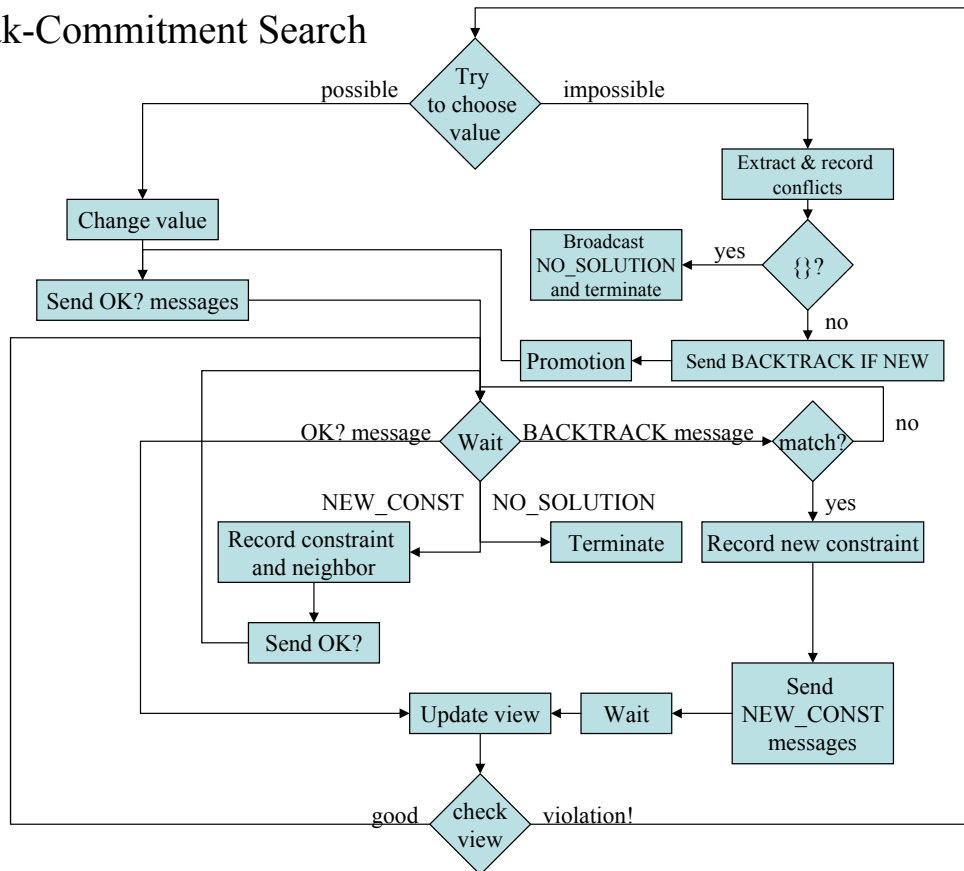 k-Commitment Search
Try
to choose
value
possible
impossible
Extract & record
conflicts
Change value
Broadcast
NO_SOLUTION
and terminate
yes
{}?
Send OK? messages
no
Promotion
Send BACKTRACK IF NEW
OK? message
Wait
BACKTRACK message
match?
no
NEW_CONST
NO_SOLUTION
yes
Record constraint
and neighbor
Terminate
Record new constraint
Send OK?
Send
NEW_CONST
messages
Update view
Wait
good
check
view
violation!